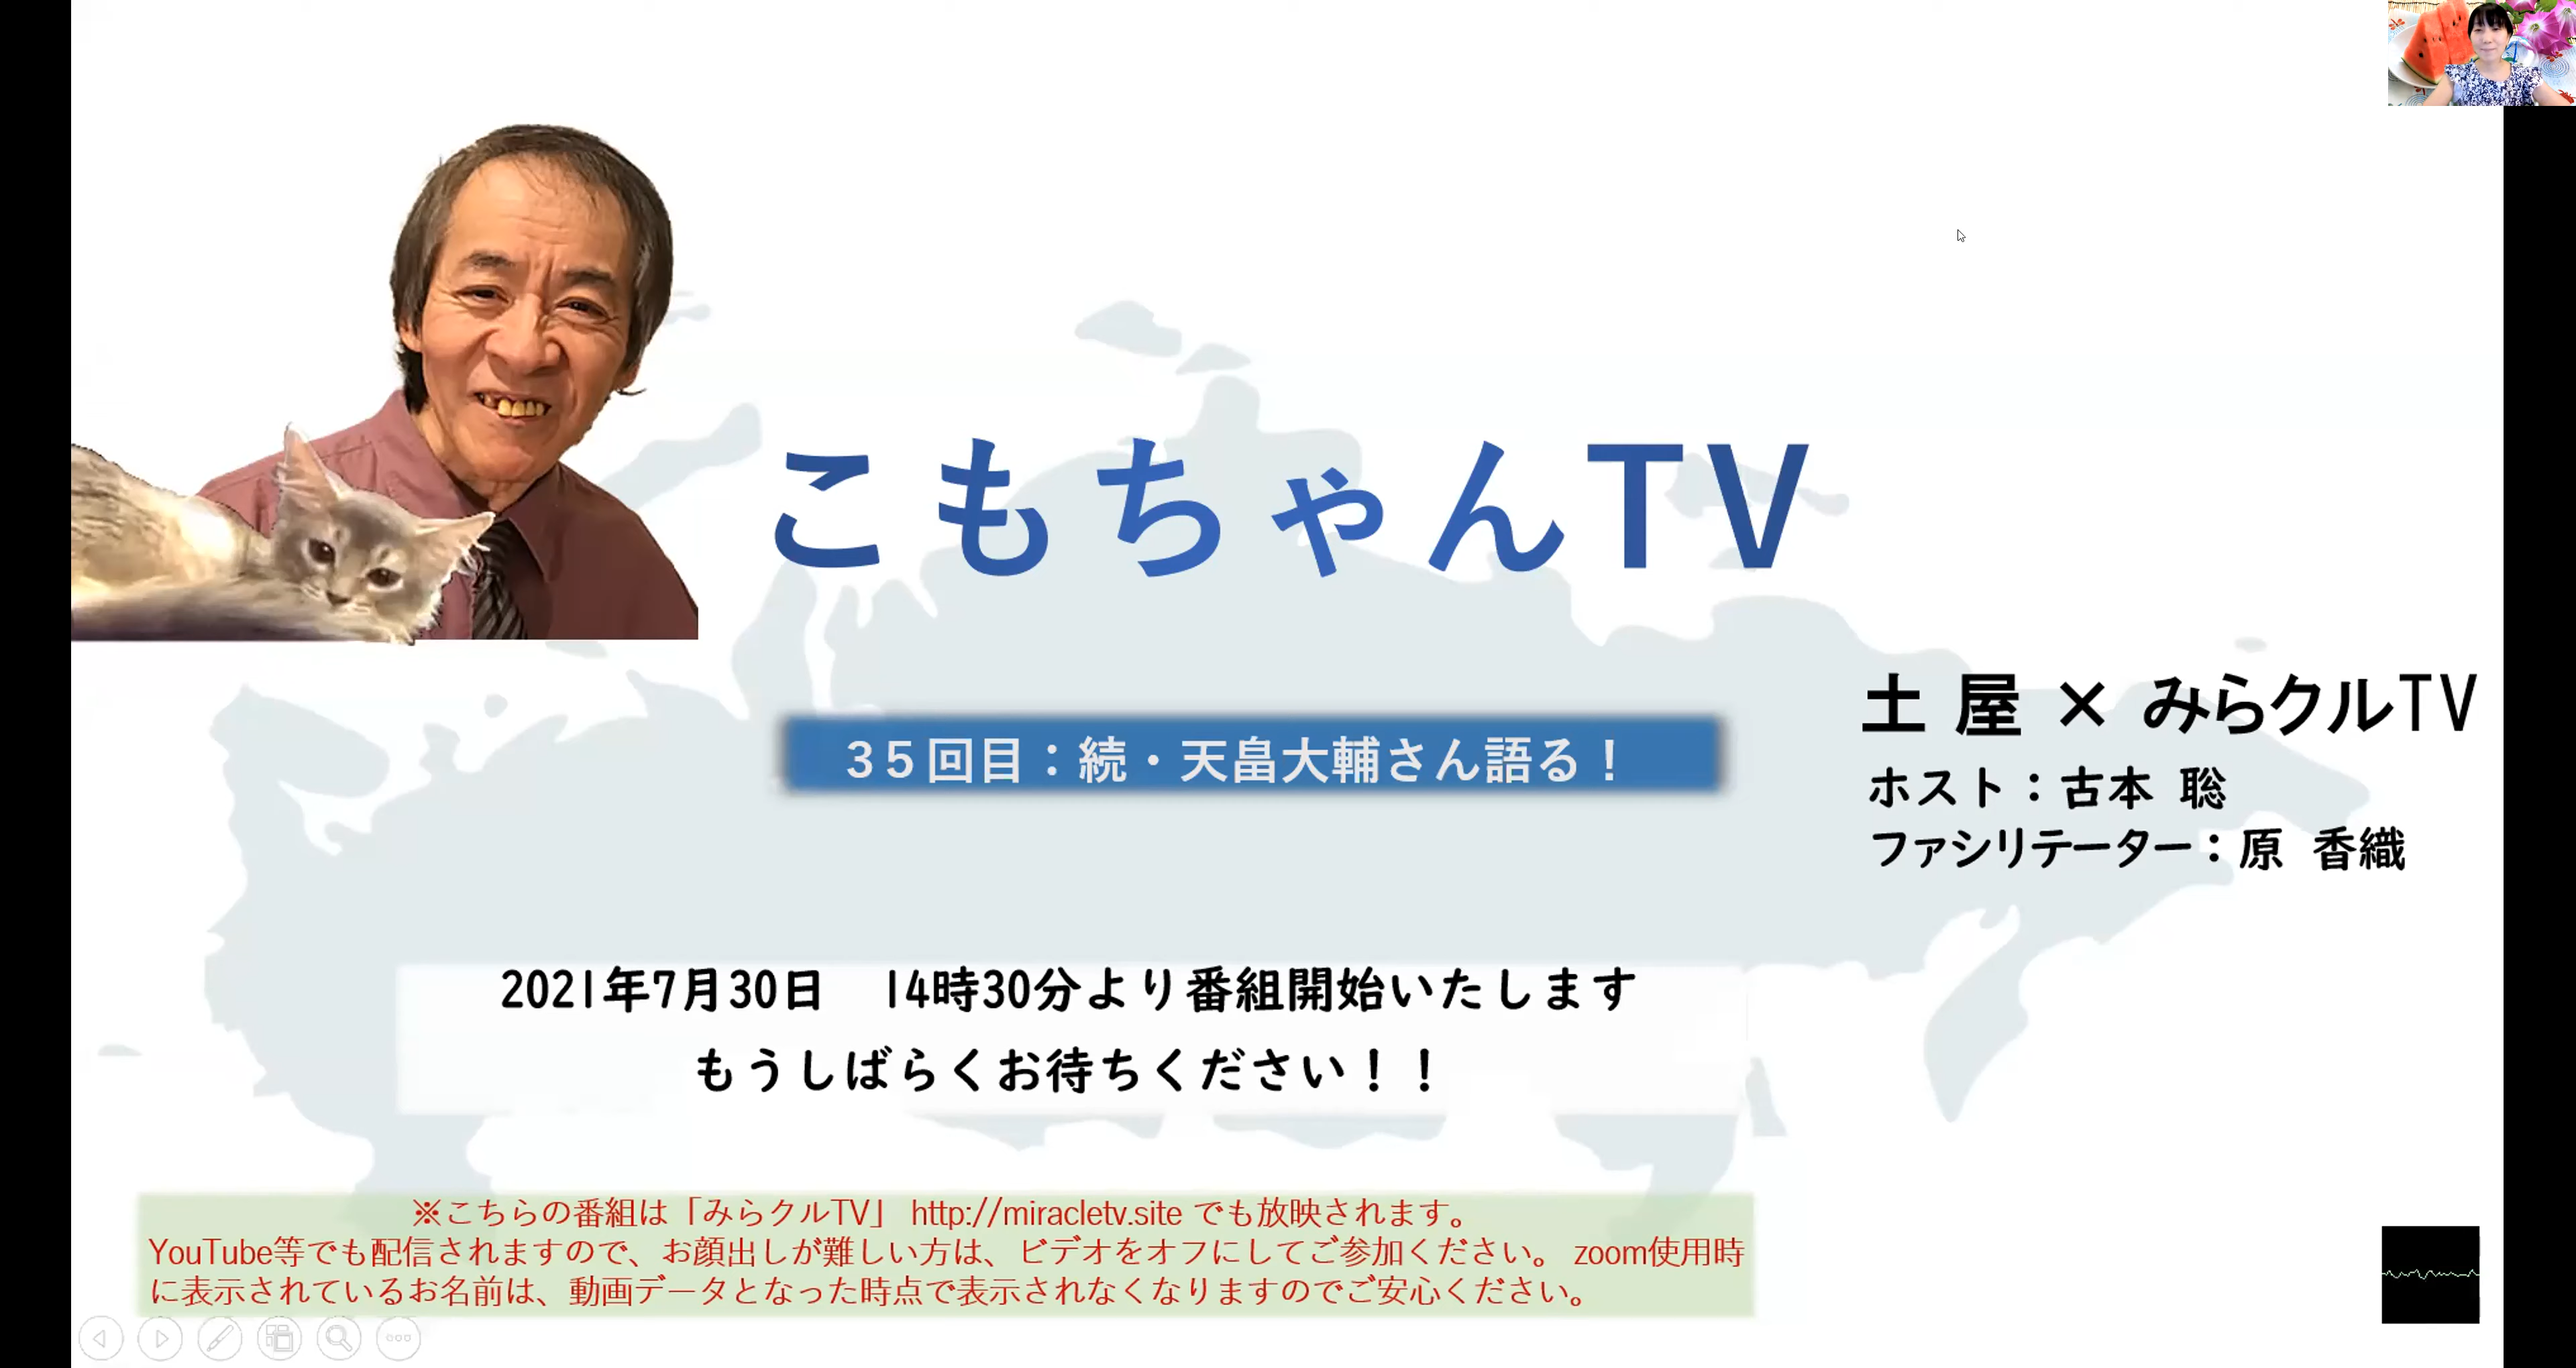 こもちゃんTV
35回目：続・天畠大輔さん語る！
土屋 × みらクルTV
ホスト：古本 聡
ファシリテーター：原 香織
2021年7月30日　14時30分より番組開始いたします
もうしばらくお待ちください！！
※こちらの番組は「みらクルTV」 http://miracletv.site でも放映されます。
YouTube等でも配信されますので、お顔出しが難しい方は、ビデオをオフにしてご参加ください。 zoom使用時
に表示されているお名前は、動画データとなった時点で表示されなくなりますのでご安心ください。